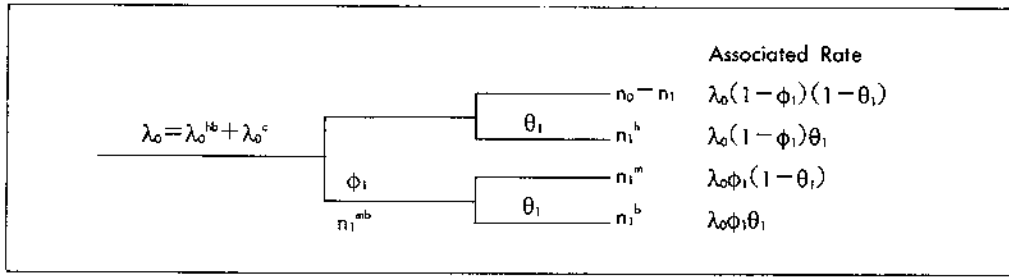 Associated Rate
n₀ − n₁ λ₀(1 − ϕ₁)(1 − θ₁)
λ₀ = λ₀ʰᵇ + λ₀ᶜ
θ₁
n₁ʰ λ₀(1 − ϕ₁)θ₁
ϕ₁
n₁ᵐ λ₀ϕ₁(1 − θ₁)
n₁ᵐᵇ
θ₁
n₁ᵇ λ₀ϕ₁θ₁